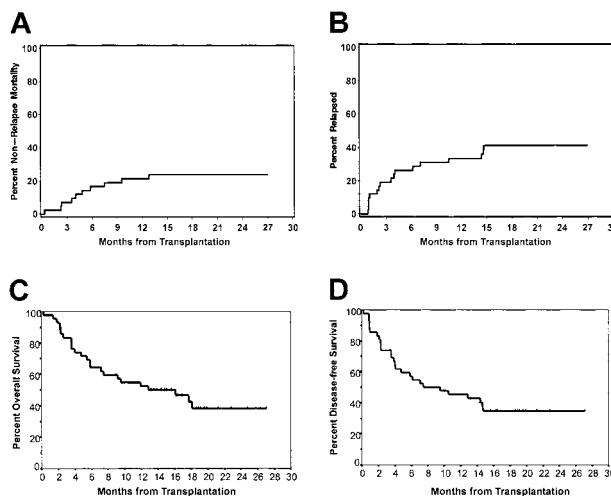 A
Percent Non–Relapse Mortality
100
80
60
40
20
0
0 3 6 9 12 15 18 21 24 27 30
Months from Transplantation
B
Percent Relapsed
100
80
60
40
20
0
0 3 6 9 12 15 18 21 24 27
Months from Transplantation
C
Percent Overall Survival
100
80
60
40
80
0
0 2 4 6 8 10 12 14 16 18 20 22 24 26 28 30
Months from Transplantation
D
Percent Disease-free Survival
100
80
60
40
80
0
0 2 4 6 8 10 12 14 16 18 20 22 24 26 28 30
Months from Transplantation